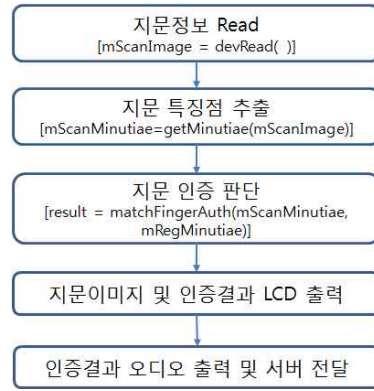 지문정보 Read
[mScanImage = devRead( )]
지문 특징점 추출
[mScanMinutiae=getMinutiae(mScanImage)]
지문 인증 판단
[result = matchFingerAuth(mScanMinutiae,
mRegMinutiae)]
지문이미지 및 인증결과 LCD 출력
인증결과 오디오 출력 및 서버 전달